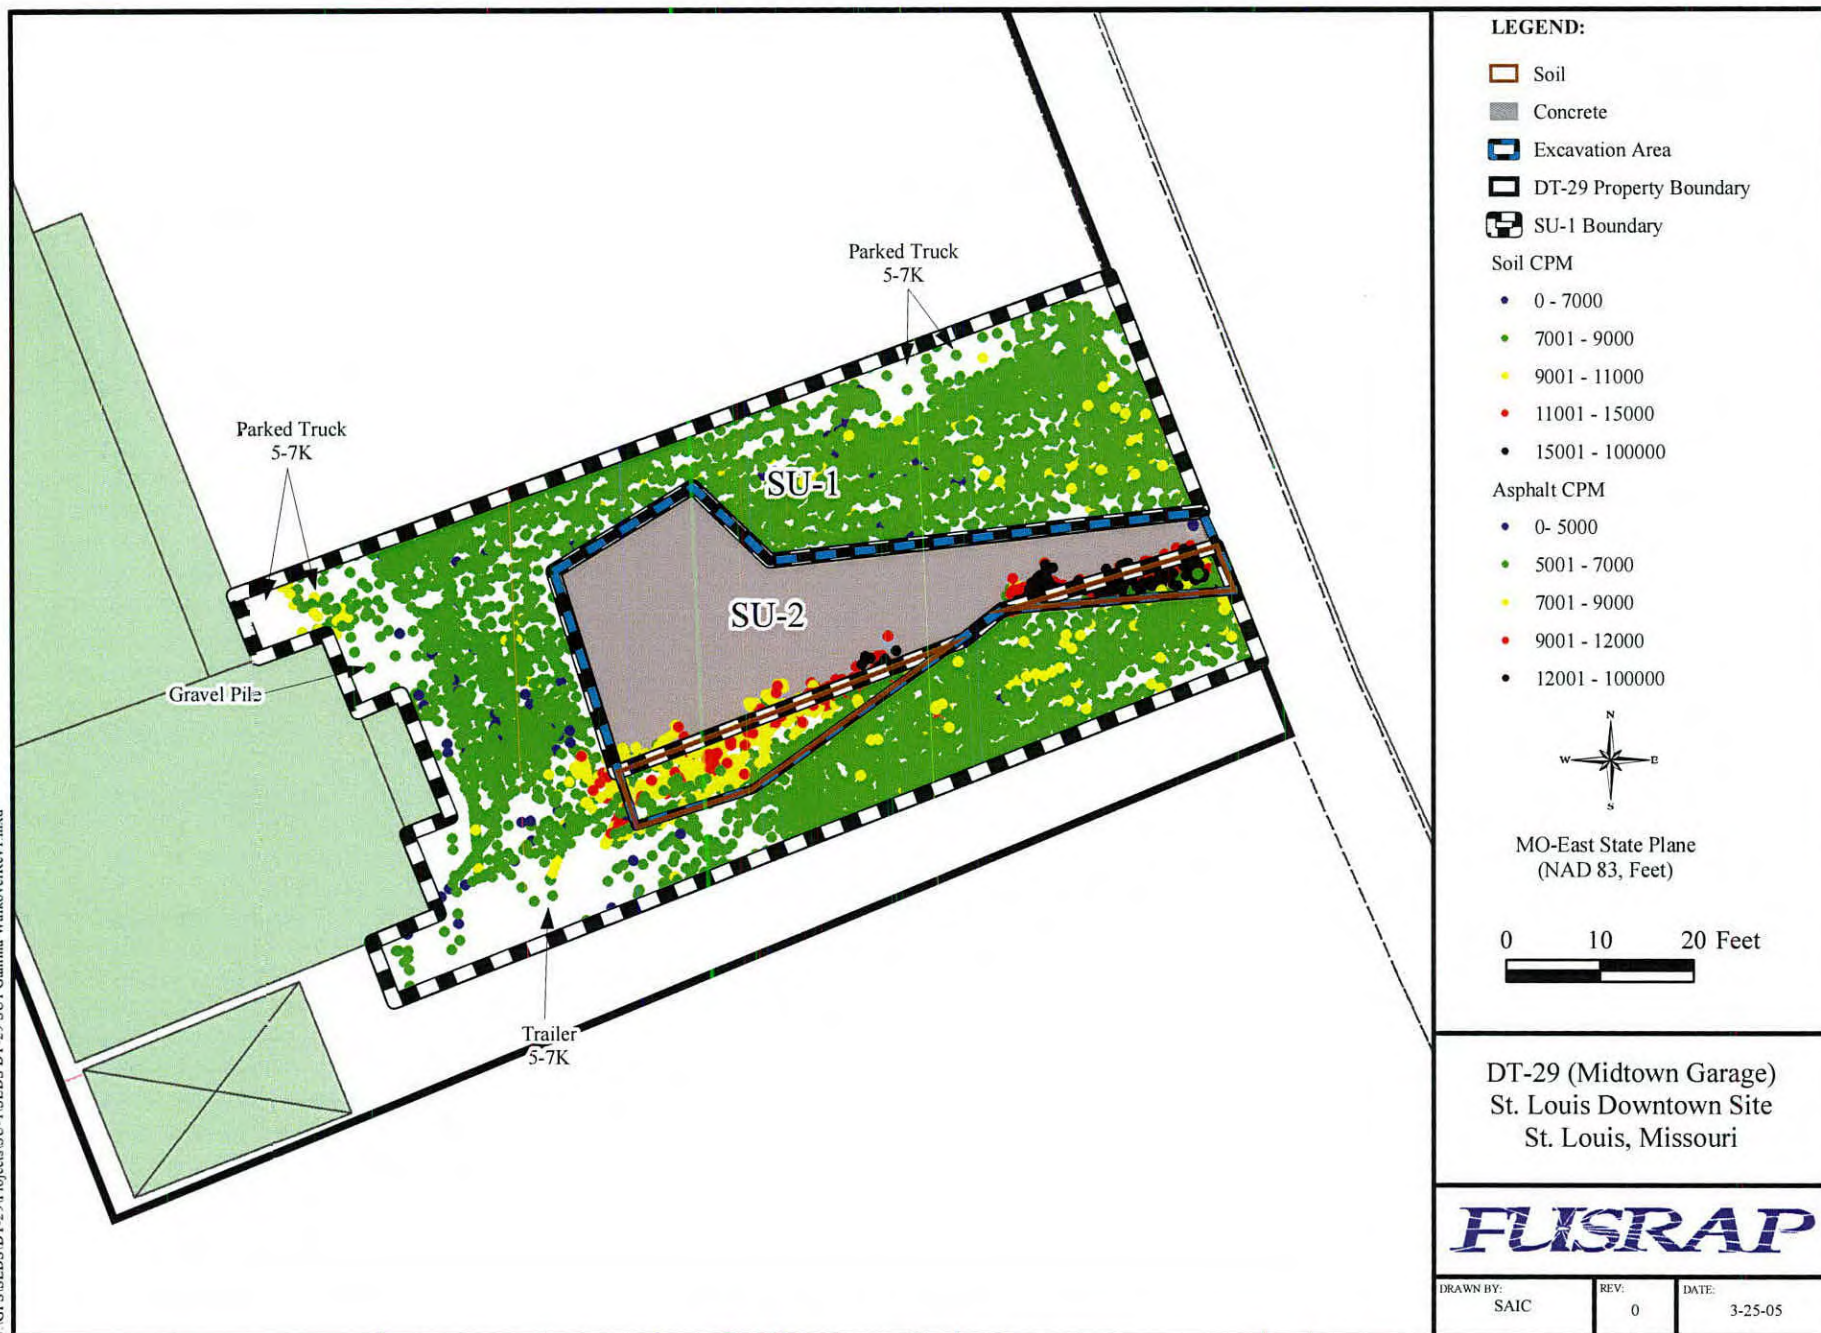 Parked Truck
5-7K
Parked Truck
5-7K
SU-1
SU-2
Gravel Pile
Trailer
5-7K
LEGEND:
Soil
Concrete
Excavation Area
DT-29 Property Boundary
SU-1 Boundary
Soil CPM
0 - 7000
7001 - 9000
9001 - 11000
11001 - 15000
15001 - 100000
Asphalt CPM
0- 5000
5001 - 7000
7001 - 9000
9001 - 12000
12001 - 100000
N
W E
S
MO-East State Plane
(NAD 83, Feet)
0 10 20 Feet
DT-29 (Midtown Garage)
St. Louis Downtown Site
St. Louis, Missouri
FUSRAP
DRAWN BY: REV: DATE:
SAIC 0 3-25-05